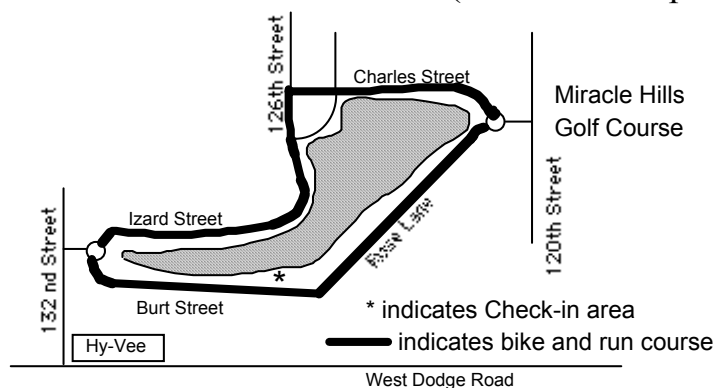 126th Street
Charles Street
Miracle Hills
Golf Course
Izard Street
120th Street
132 nd Street
*
Burt Street
* indicates Check-in area
indicates bike and run course
Hy-Vee
West Dodge Road